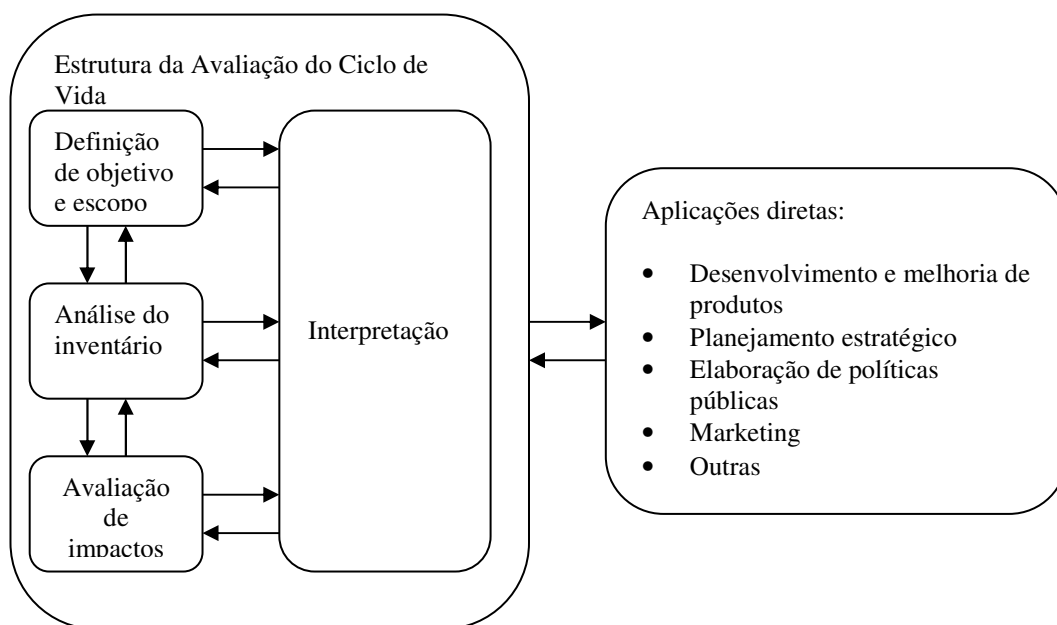 Estrutura da Avaliação do Ciclo de
Vida
Definição
de objetivo
e escopo
Análise do
inventário
Avaliação
de
impactos
Interpretação
Aplicações diretas:
• Desenvolvimento e melhoria de
produtos
• Planejamento estratégico
• Elaboração de políticas
públicas
• Marketing
• Outras